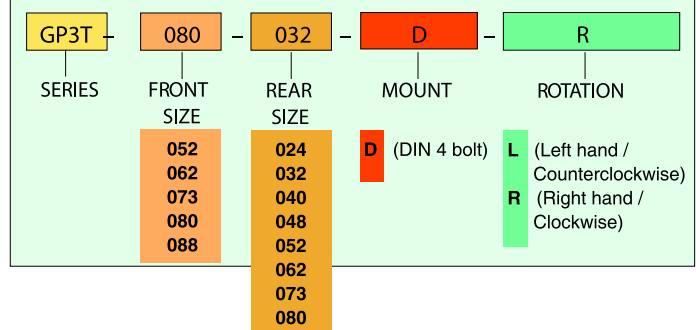 GP3T - 080 - 032 - D - R
SERIES FRONT SIZE REAR SIZE MOUNT ROTATION
052
062
073
080
088
024
032
040
048
052
062
073
080
D (DIN 4 bolt)
L (Left hand /
Counterclockwise)
R (Right hand /
Clockwise)